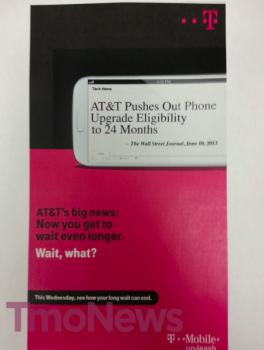 T
Tech News
AT&T Pushes Out Phone
Upgrade Eligibility
to 24 Months
– The Wall Street Journal, June 10, 2013
AT&T's big news:
Now you get to
wait even longer.
Wait, what?
This Wednesday, see how your long wait can end.
TmoNews
T··Mobile·
unleash